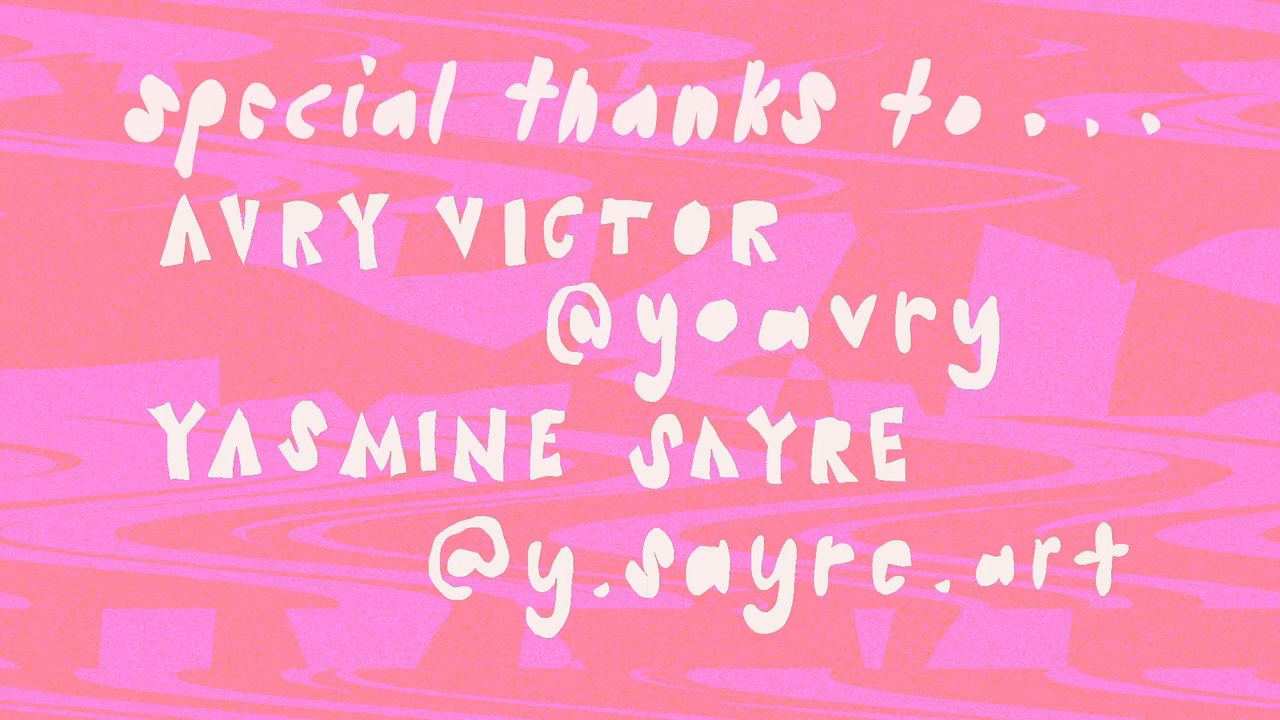 special thanks to...
AVRY VICTOR
@yoavry
YASMINE SAYRE
@y.sayre.art